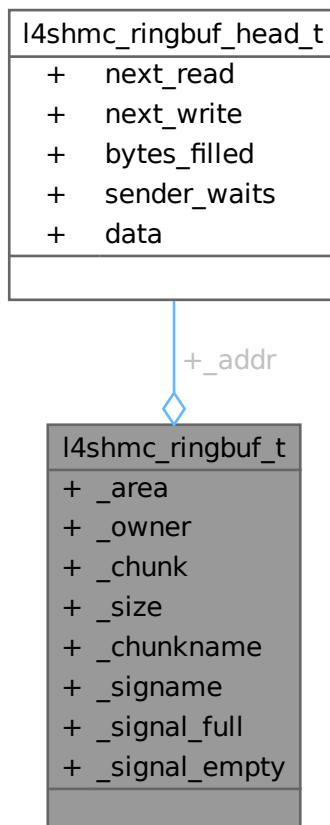 l4shmc_ringbuf_head_t
+ next_read
+ next_write
+ bytes_filled
+ sender_waits
+ data
+_addr
l4shmc_ringbuf_t
+ _area
+ _owner
+ _chunk
+ _size
+ _chunkname
+ _signame
+ _signal_full
+ _signal_empty